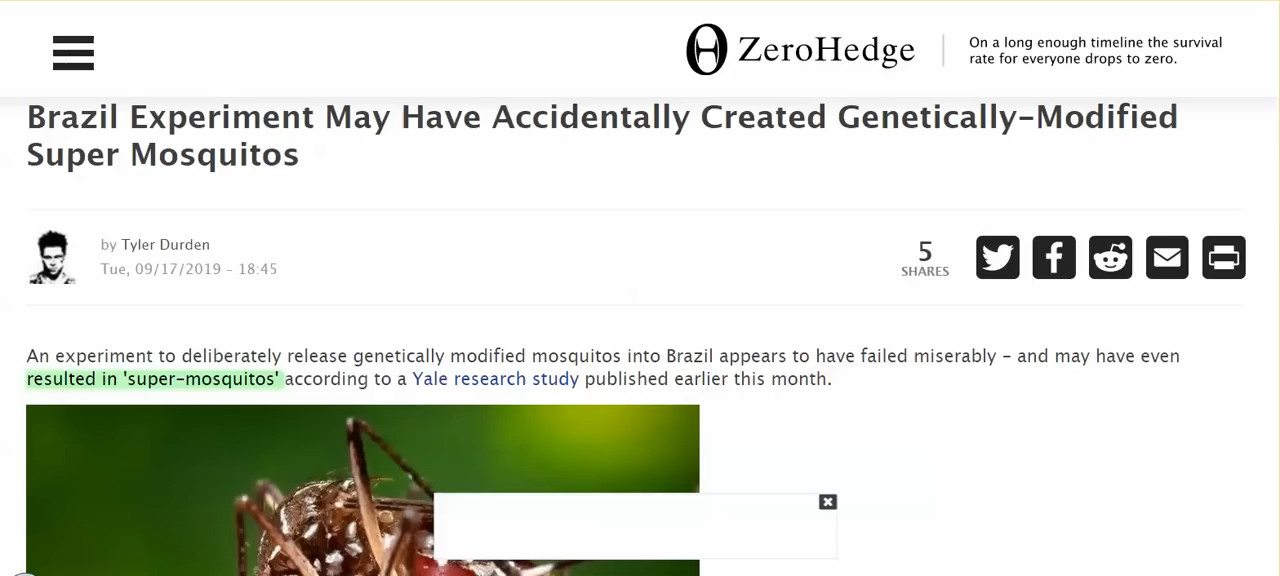 ZeroHedge
On a long enough timeline the survival
rate for everyone drops to zero.
Brazil Experiment May Have Accidentally Created Genetically-Modified
Super Mosquitos
by Tyler Durden
Tue, 09/17/2019 - 18:45
5
SHARES
An experiment to deliberately release genetically modified mosquitos into Brazil appears to have failed miserably - and may have even
resulted in 'super-mosquitos' according to a Yale research study published earlier this month.